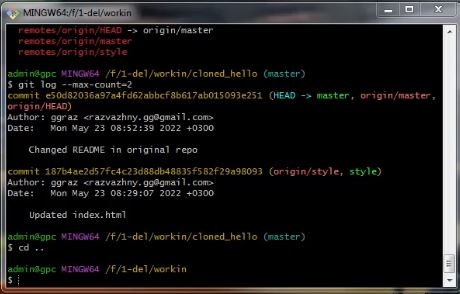 MINGW64:/f/1-del/workin
remotes/origin/HEAD -> origin/master
remotes/origin/master
remotes/origin/style
admin@gpc MINGW64 /f/1-del/workin/cloned_hello (master)
$ git log --max-count=2
commit e50d82036a97a4fd62abbcf8b617ab015093e251 (HEAD -> master, origin/master,
origin/HEAD)
Author: ggraz <razvazhny.gg@gmail.com>
Date:   Mon May 23 08:52:39 2022 +0300
Changed README in original repo
commit 187b4ae2d57fc4c23d88db48835f582f29a98093 (origin/style, style)
Author: ggraz <razvazhny.gg@gmail.com>
Date:   Mon May 23 08:29:07 2022 +0300
Updated index.html
admin@gpc MINGW64 /f/1-del/workin/cloned_hello (master)
$ cd ..
admin@gpc MINGW64 /f/1-del/workin
$